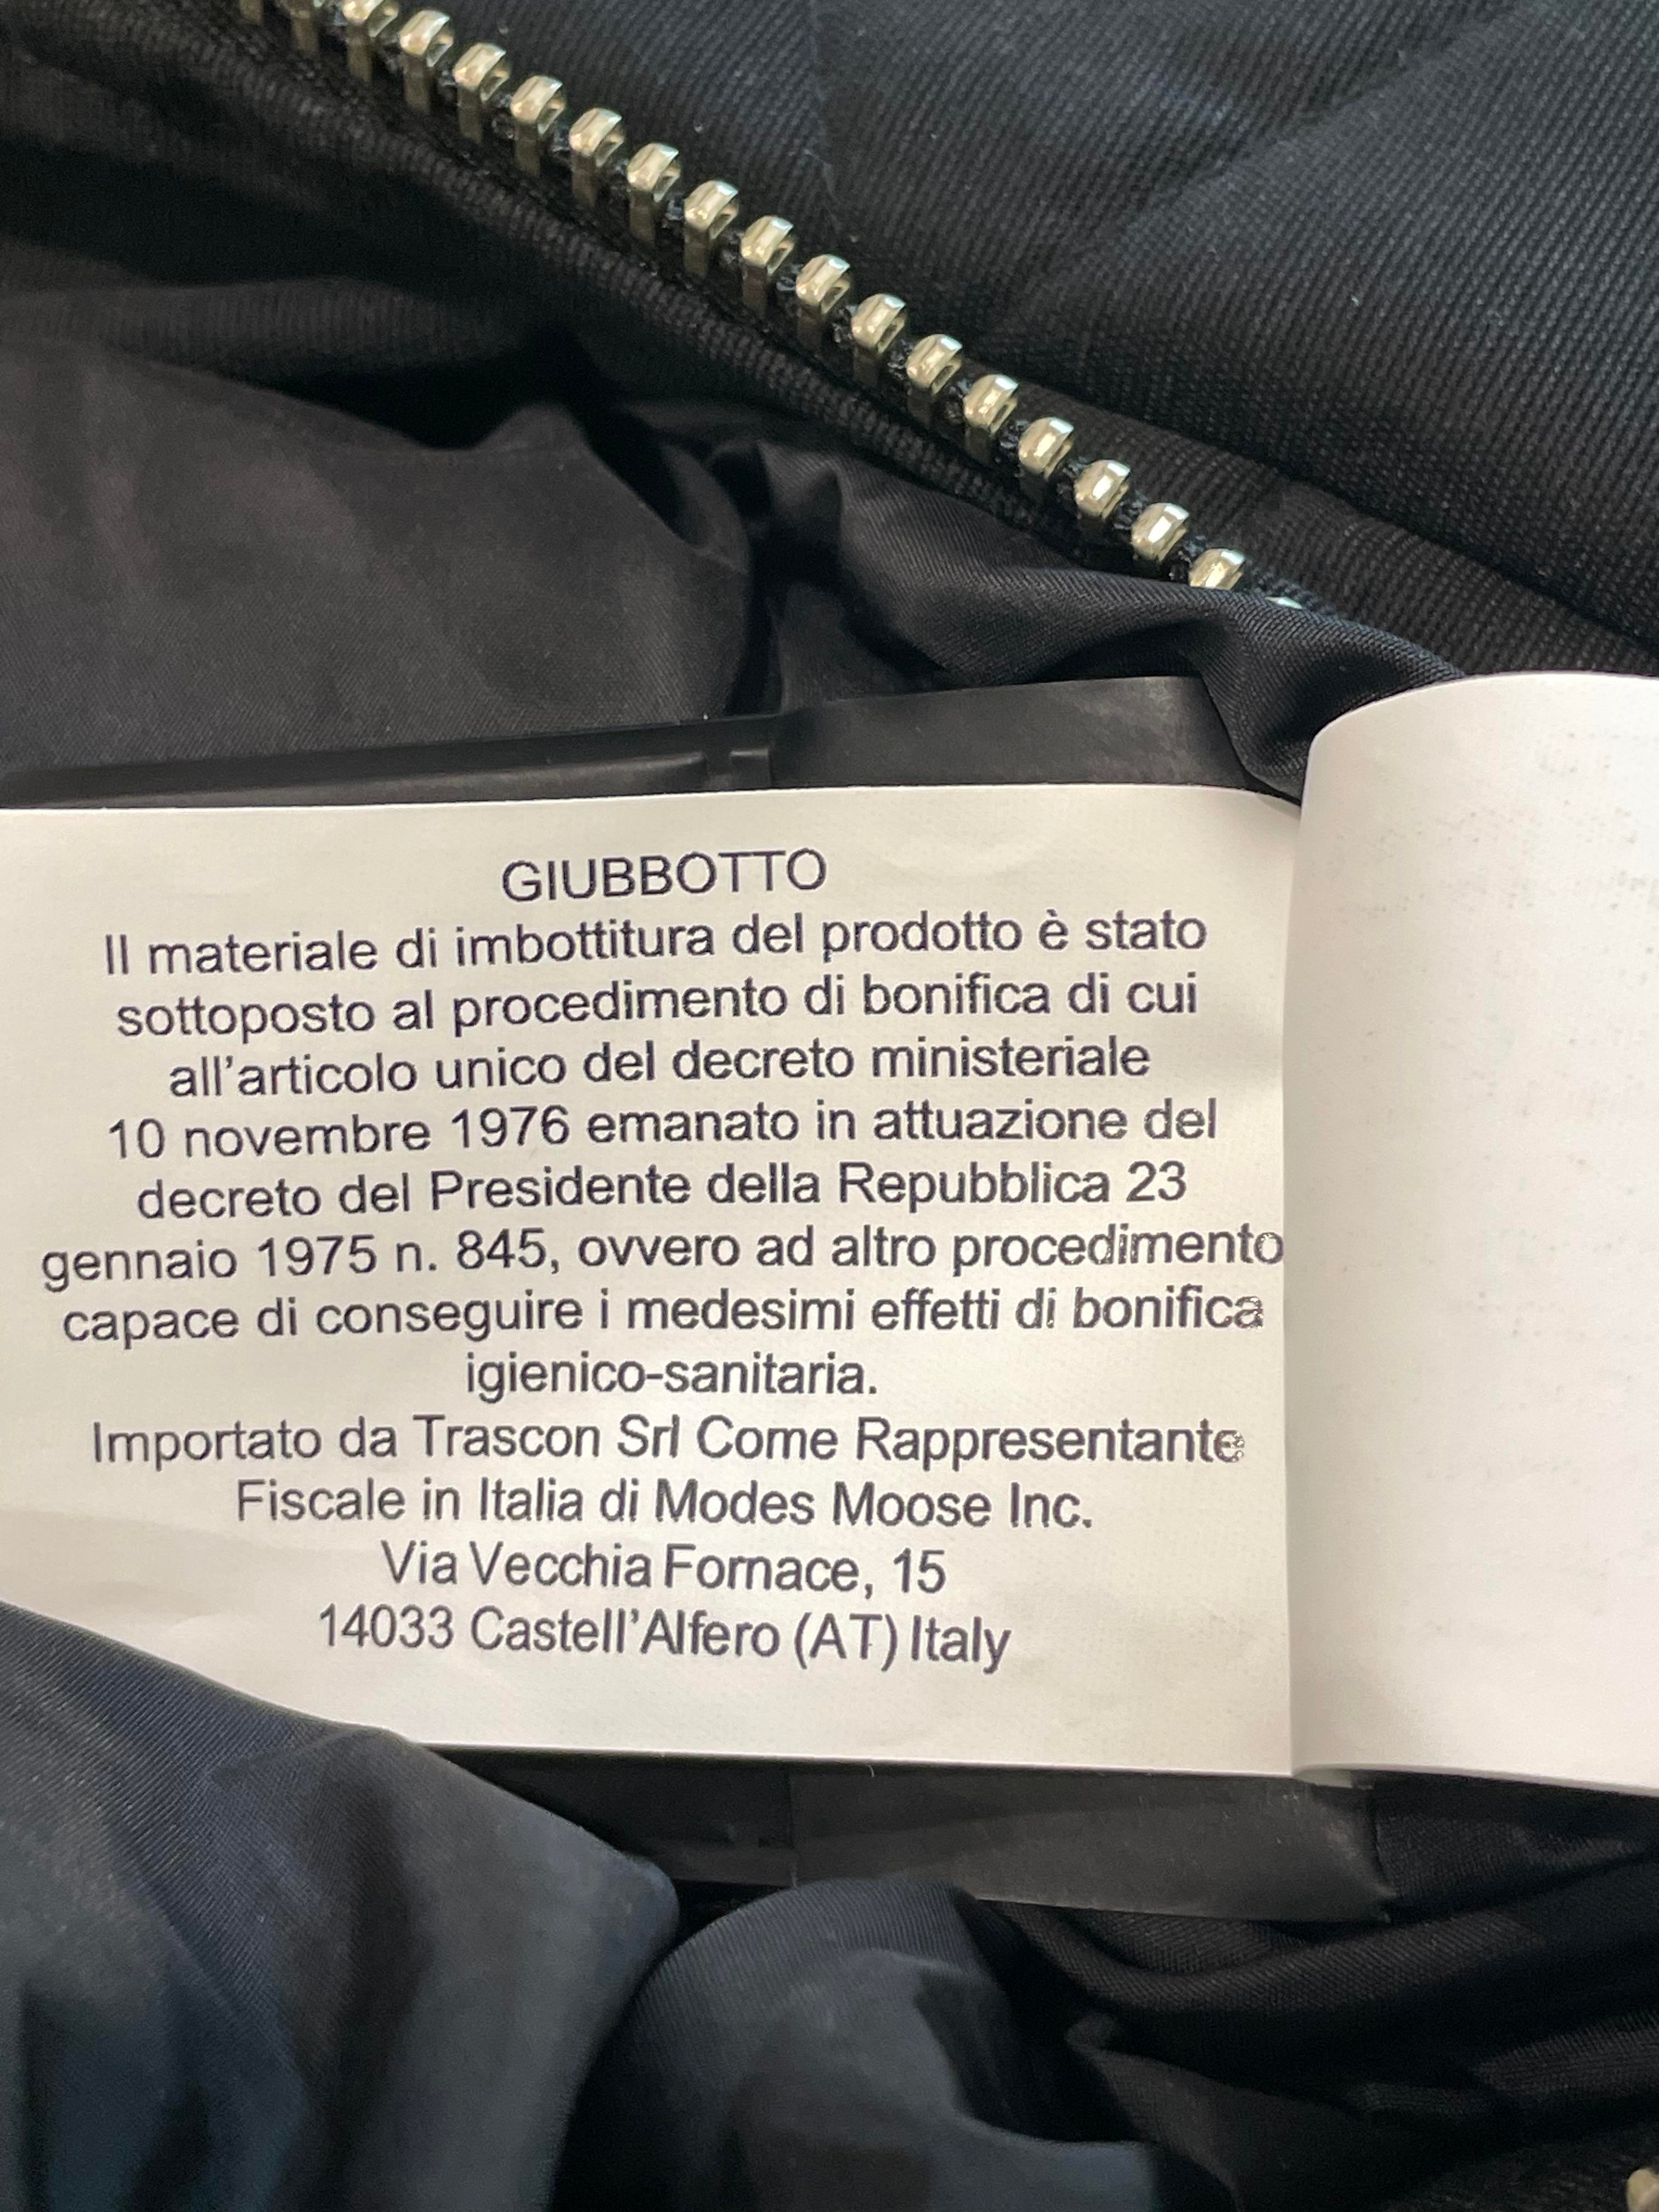 GIUBBOTTO
Il materiale di imbottitura del prodotto è stato
sottoposto al procedimento di bonifica di cui
all'articolo unico del decreto ministeriale
10 novembre 1976 emanato in attuazione del
decreto del Presidente della Repubblica 23
gennaio 1975 n. 845, ovvero ad altro procedimento
capace di conseguire i medesimi effetti di bonifica
igienico-sanitaria.
Importato da Trascon Srl Come Rappresentante
Fiscale in Italia di Modes Moose Inc.
Via Vecchia Fornace, 15
14033 Castell'Alfero (AT) Italy